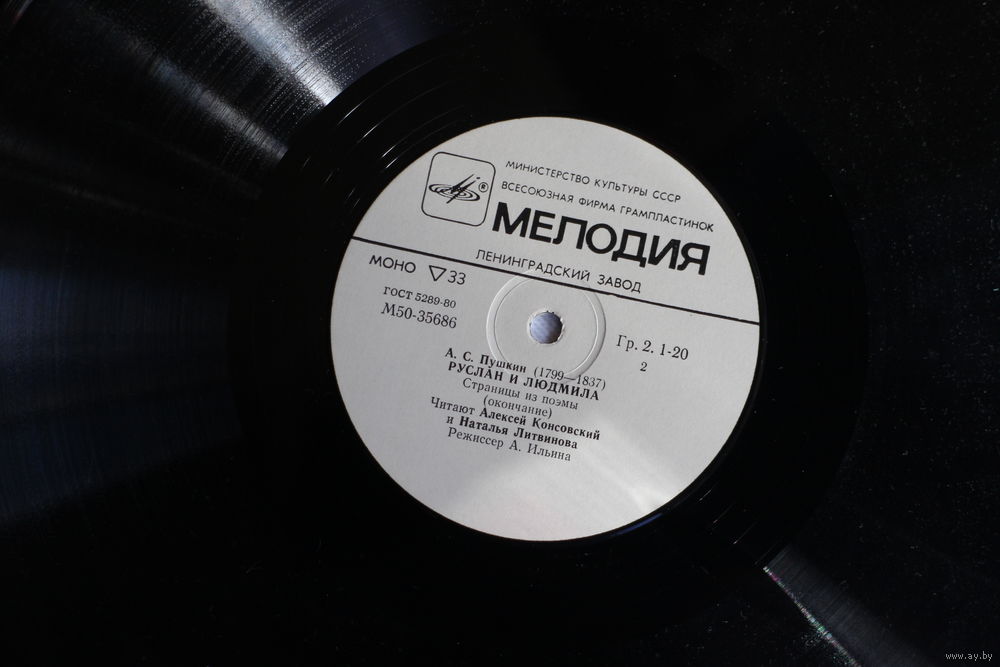 МИНИСТЕРСТВО КУЛЬТУРЫ СССР
ВСЕСОЮЗНАЯ ФИРМА ГРАМПЛАСТИНОК
®
МЕЛОДИЯ
ЛЕНИНГРАДСКИЙ ЗАВОД
МОНО ▽33
ГОСТ 5289-80
М50-35686
Гр. 2. 1-20
2
А. С. Пушкин (1799—1837)
РУСЛАН И ЛЮДМИЛА
Страницы из поэмы
(окончание)
Читают Алексей Консовский
и Наталья Литвинова
Режиссер А. Ильина
www.ay.by